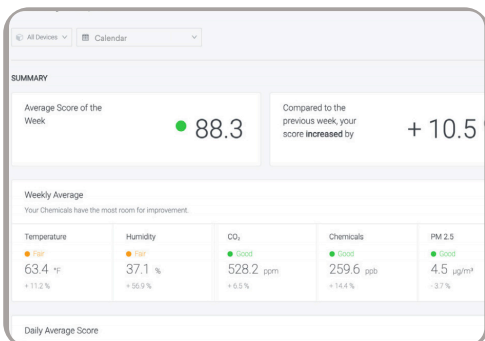 All Devices
Calendar
SUMMARY
Average Score of the
Week
88.3
Compared to the
previous week, your
score increased by
+ 10.5
Weekly Average
Your Chemicals have the most room for improvement.
Temperature
Humidity
CO₂
Chemicals
PM 2.5
Fair
Fair
Good
Good
Good
63.4 °F
37.1 %
528.2 ppm
259.6 ppb
4.5 µg/m³
+ 11.2 %
+ 56.9 %
+ 6.5 %
+ 14.4 %
- 3.7 %
Daily Average Score